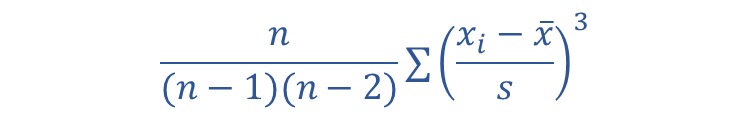 n / (n − 1)(n − 2) ∑ ((xᵢ − x̄) / s)³